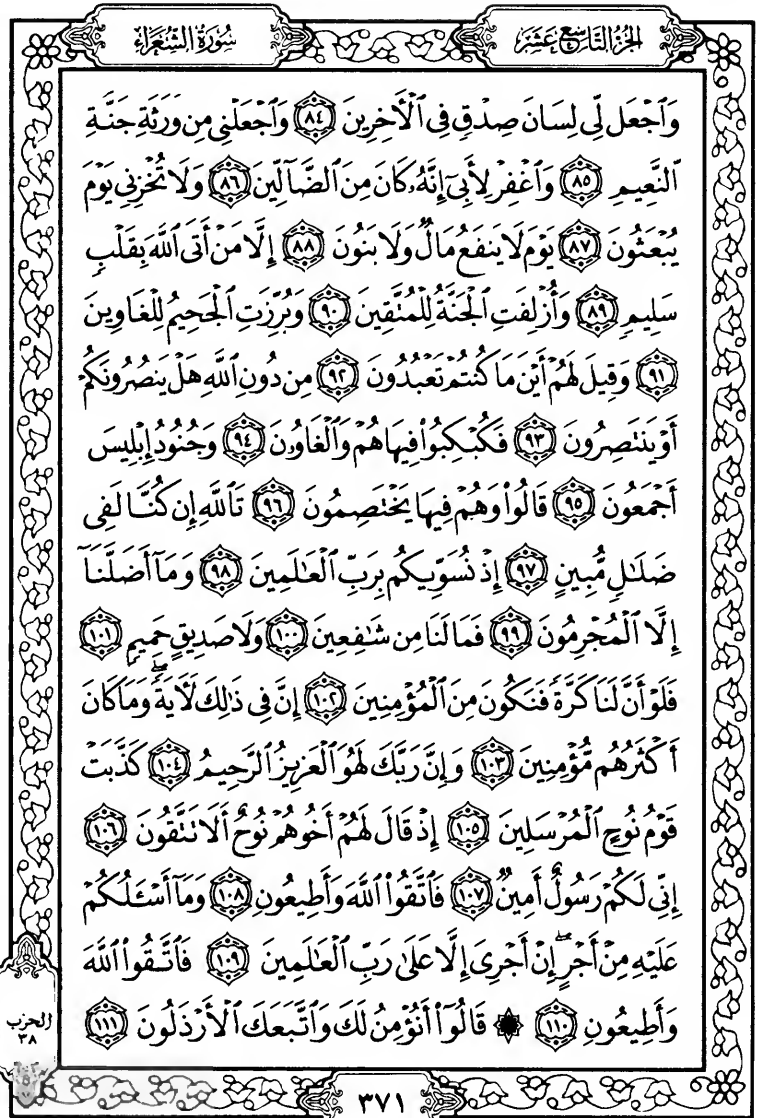 سُورَةُ الشُّعَرَاءِ
الجُزْءُ التَّاسِعَ عَشَرَ
وَٱجْعَل لِّى لِسَانَ صِدْقٍ فِى ٱلْأَخِرِينَ ﴿٨٤﴾ وَٱجْعَلْنِى مِن وَرَثَةِ جَنَّةِ
ٱلنَّعِيمِ ﴿٨٥﴾ وَٱغْفِرْ لِأَبِىٓ إِنَّهُۥ كَانَ مِنَ ٱلضَّآلِّينَ ﴿٨٦﴾ وَلَا تُخْزِنِى يَوْمَ
يُبْعَثُونَ ﴿٨٧﴾ يَوْمَ لَا يَنفَعُ مَالٌ وَلَا بَنُونَ ﴿٨٨﴾ إِلَّا مَنْ أَتَى ٱللَّهَ بِقَلْبٍ
سَلِيمٍ ﴿٨٩﴾ وَأُزْلِفَتِ ٱلْجَنَّةُ لِلْمُتَّقِينَ ﴿٩٠﴾ وَبُرِّزَتِ ٱلْجَحِيمُ لِلْغَاوِينَ
﴿٩١﴾ وَقِيلَ لَهُمْ أَيْنَ مَا كُنتُمْ تَعْبُدُونَ ﴿٩٢﴾ مِن دُونِ ٱللَّهِ هَلْ يَنصُرُونَكُمْ
أَوْ يَنتَصِرُونَ ﴿٩٣﴾ فَكُبْكِبُوا۟ فِيهَا هُمْ وَٱلْغَاوُۥنَ ﴿٩٤﴾ وَجُنُودُ إِبْلِيسَ
أَجْمَعُونَ ﴿٩٥﴾ قَالُوا۟ وَهُمْ فِيهَا يَخْتَصِمُونَ ﴿٩٦﴾ تَٱللَّهِ إِن كُنَّا لَفِى
ضَلَٰلٍ مُّبِينٍ ﴿٩٧﴾ إِذْ نُسَوِّيكُم بِرَبِّ ٱلْعَٰلَمِينَ ﴿٩٨﴾ وَمَآ أَضَلَّنَآ
إِلَّا ٱلْمُجْرِمُونَ ﴿٩٩﴾ فَمَا لَنَا مِن شَٰفِعِينَ ﴿١٠٠﴾ وَلَا صَدِيقٍ حَمِيمٍ ﴿١٠١﴾
فَلَوْ أَنَّ لَنَا كَرَّةً فَنَكُونَ مِنَ ٱلْمُؤْمِنِينَ ﴿١٠٢﴾ إِنَّ فِى ذَٰلِكَ لَأٓيَةًۖ وَمَا كَانَ
أَكْثَرُهُم مُّؤْمِنِينَ ﴿١٠٣﴾ وَإِنَّ رَبَّكَ لَهُوَ ٱلْعَزِيزُ ٱلرَّحِيمُ ﴿١٠٤﴾ كَذَّبَتْ
قَوْمُ نُوحٍ ٱلْمُرْسَلِينَ ﴿١٠٥﴾ إِذْ قَالَ لَهُمْ أَخُوهُمْ نُوحٌ أَلَا تَتَّقُونَ ﴿١٠٦﴾
إِنِّى لَكُمْ رَسُولٌ أَمِينٌ ﴿١٠٧﴾ فَٱتَّقُوا۟ ٱللَّهَ وَأَطِيعُونِ ﴿١٠٨﴾ وَمَآ أَسْـَٔلُكُمْ
عَلَيْهِ مِنْ أَجْرٍۖ إِنْ أَجْرِىَ إِلَّا عَلَىٰ رَبِّ ٱلْعَٰلَمِينَ ﴿١٠٩﴾ فَٱتَّقُوا۟ ٱللَّهَ
وَأَطِيعُونِ ﴿١١٠﴾ ۞ قَالُوٓا۟ أَنُؤْمِنُ لَكَ وَٱتَّبَعَكَ ٱلْأَرْذَلُونَ ﴿١١١﴾
الحزب
٣٨
٣٧١